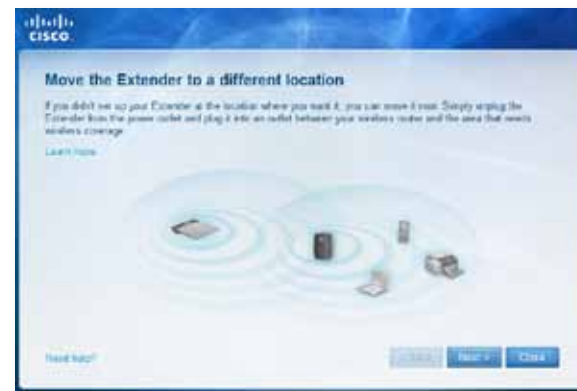 CISCO
Move the Extender to a different location
If you didn't set up your Extender at the location where you want it, you can move it now. Simply unplug the
Extender from the power outlet and plug it into an outlet between your wireless router and the area that needs
wireless coverage.
Learn more
Need help?
Next >
Close